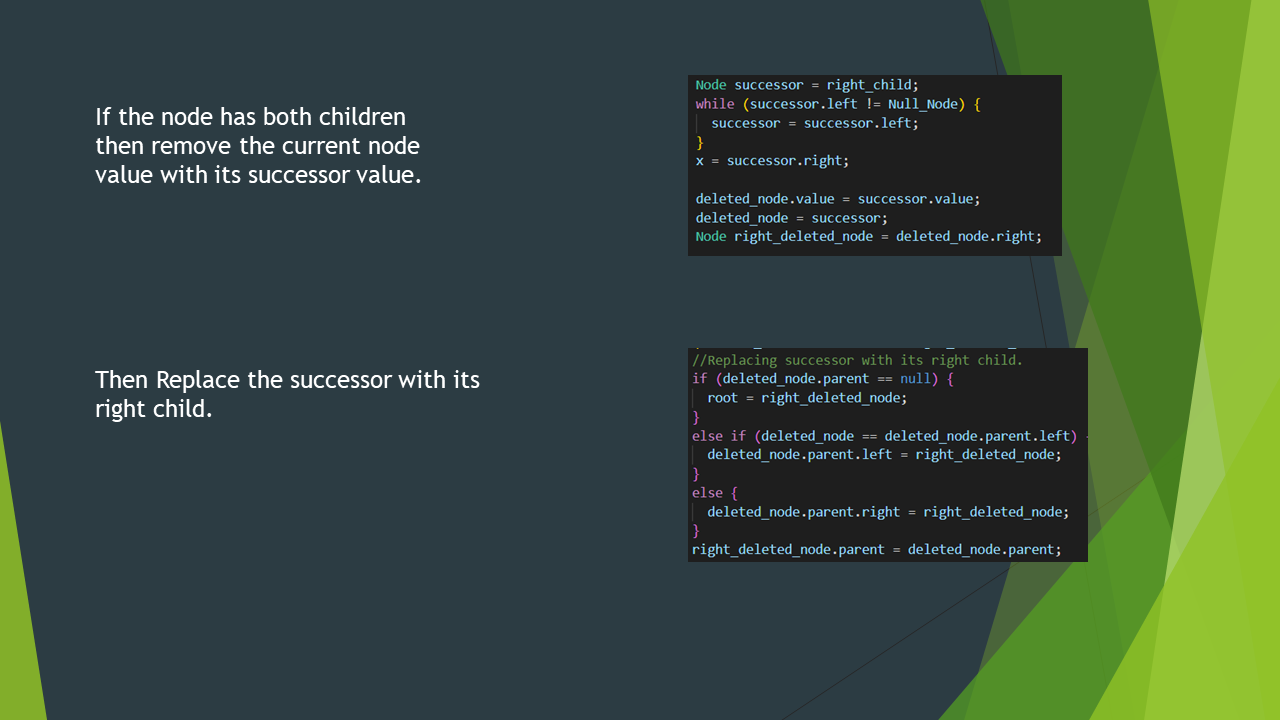 If the node has both children
then remove the current node
value with its successor value.
Node successor = right_child;
while (successor.left != Null_Node) {
successor = successor.left;
}
x = successor.right;
deleted_node.value = successor.value;
deleted_node = successor;
Node right_deleted_node = deleted_node.right;
Then Replace the successor with its
right child.
//Replacing successor with its right child.
if (deleted_node.parent == null) {
root = right_deleted_node;
}
else if (deleted_node == deleted_node.parent.left)
deleted_node.parent.left = right_deleted_node;
}
else {
deleted_node.parent.right = right_deleted_node;
}
right_deleted_node.parent = deleted_node.parent;